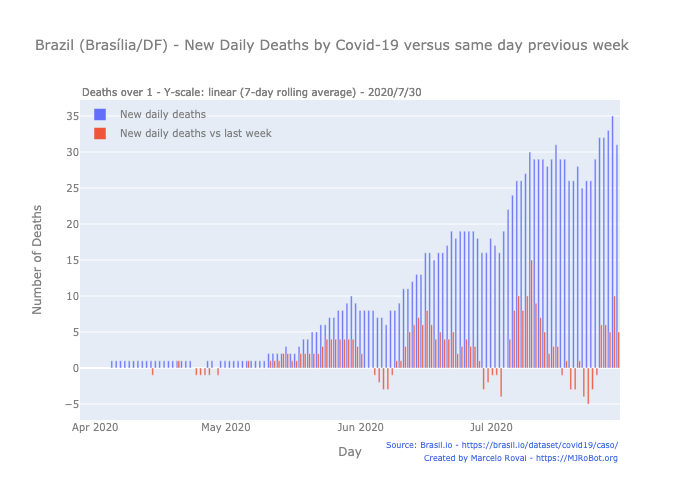 Brazil (Brasília/DF) - New Daily Deaths by Covid-19 versus same day previous week
Deaths over 1 - Y-scale: linear (7-day rolling average) - 2020/7/30
New daily deaths
New daily deaths vs last week
35
30
25
20
15
10
5
0
−5
Number of Deaths
Apr 2020 May 2020 Jun 2020 Jul 2020
Day
Source: Brasil.io - https://brasil.io/dataset/covid19/caso/
Created by Marcelo Rovai - https://MJRoBot.org